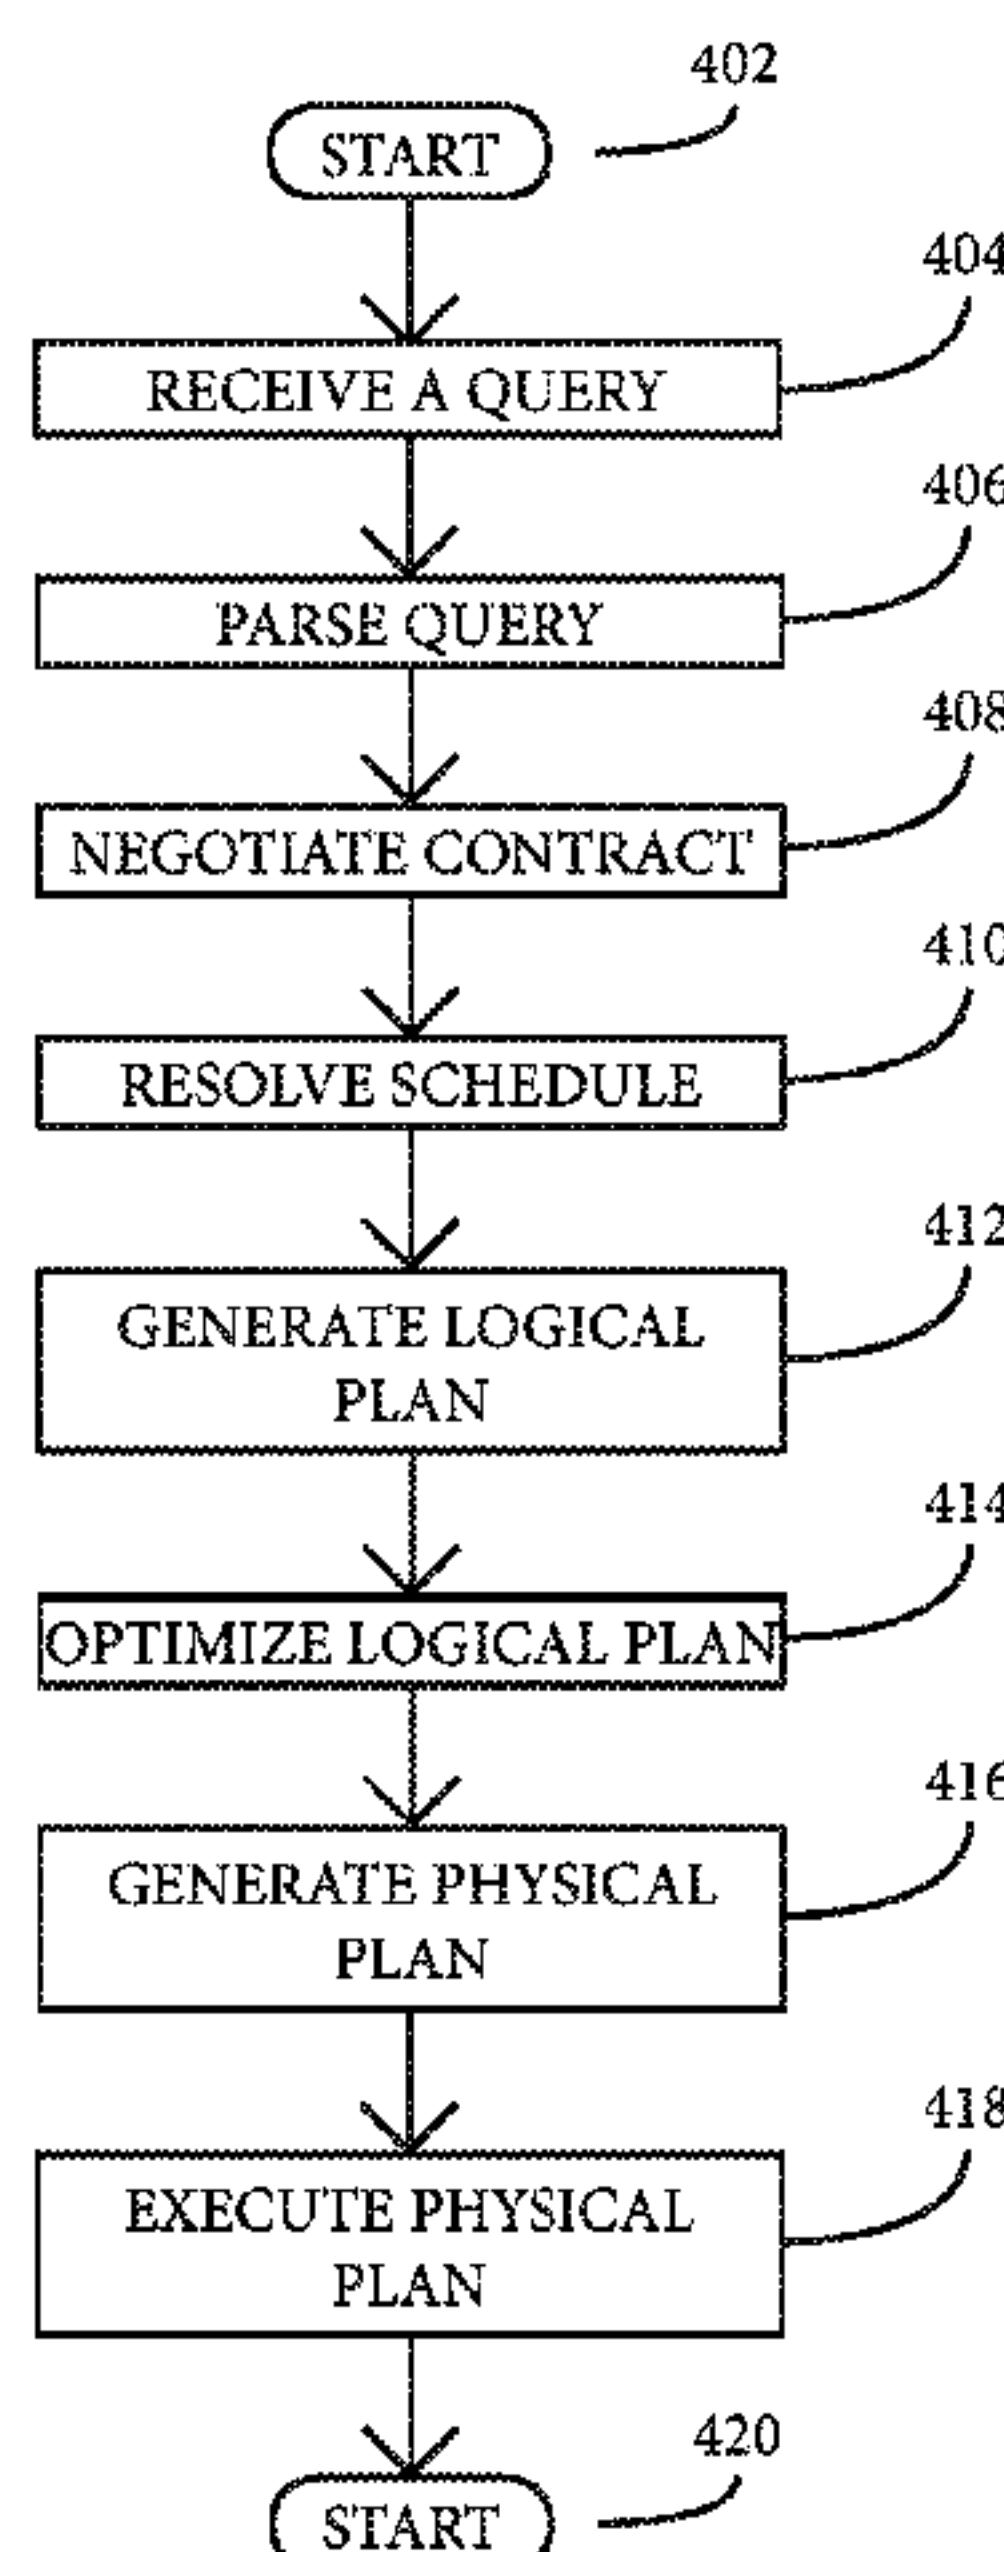 402
START
404
RECEIVE A QUERY
406
PARSE QUERY
408
NEGOTIATE CONTRACT
410
RESOLVE SCHEDULE
412
GENERATE LOGICAL
PLAN
414
OPTIMIZE LOGICAL PLAN
416
GENERATE PHYSICAL
PLAN
418
EXECUTE PHYSICAL
PLAN
420
START